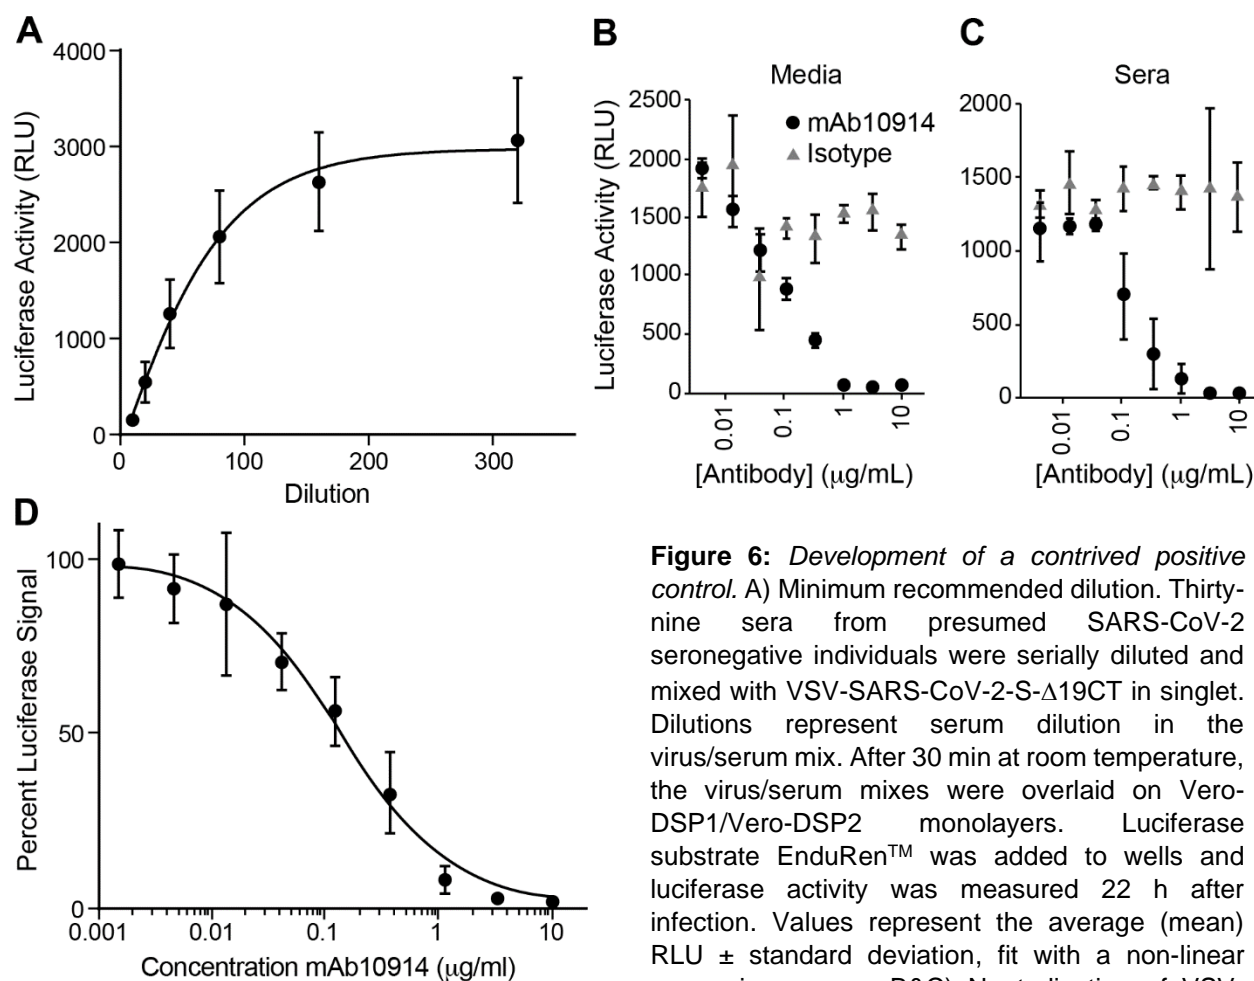 A
4000
3000
2000
1000
0
Luciferase Activity (RLU)
0
100
200
300
Dilution
B
Media
2500
2000
1500
1000
500
0
Luciferase Activity (RLU)
mAb10914
Isotype
0.01
0.1
1
10
[Antibody] (μg/mL)
C
Sera
2000
1500
1000
500
0
0.01
0.1
1
10
[Antibody] (μg/mL)
D
100
50
0
Percent Luciferase Signal
0.001
0.01
0.1
1
10
Concentration mAb10914 (μg/ml)
Figure 6: Development of a contrived positive
control. A) Minimum recommended dilution. Thirty-
nine sera from presumed SARS-CoV-2
seronegative individuals were serially diluted and
mixed with VSV-SARS-CoV-2-S-Δ19CT in singlet.
Dilutions represent serum dilution in the
virus/serum mix. After 30 min at room temperature,
the virus/serum mixes were overlaid on Vero-
DSP1/Vero-DSP2 monolayers. Luciferase
substrate EnduRen™ was added to wells and
luciferase activity was measured 22 h after
infection. Values represent the average (mean)
RLU ± standard deviation, fit with a non-linear